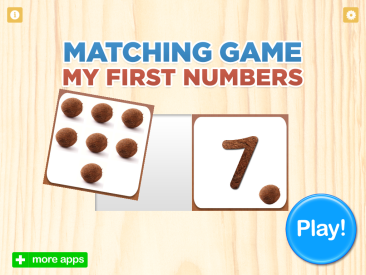 MATCHING GAME
MY FIRST NUMBERS
7
Play!
+ more apps